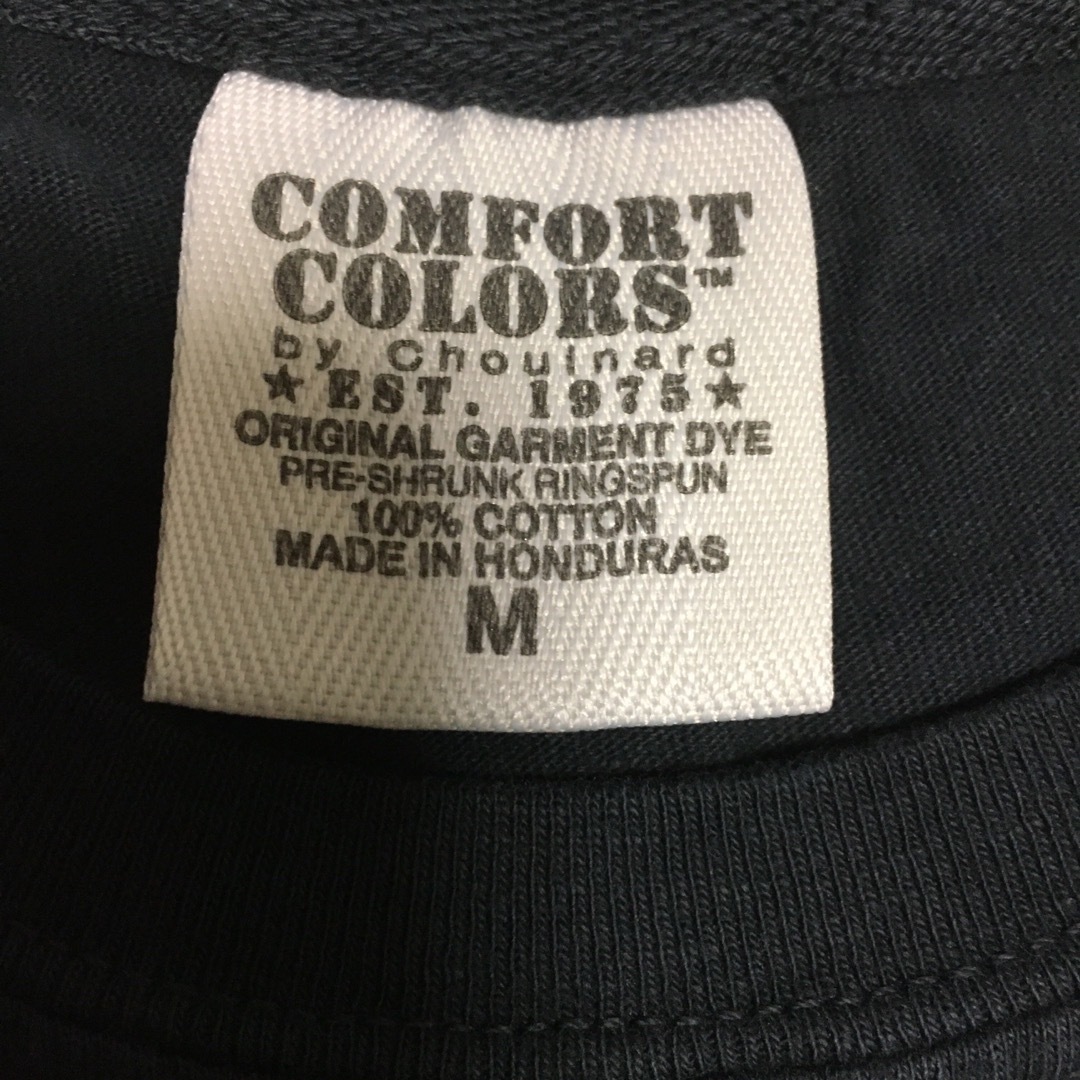 COMFORT
COLORS™
by Chouinard
★ EST. 1975 ★
ORIGINAL GARMENT DYE
PRE-SHRUNK RINGSPUN
100% COTTON
MADE IN HONDURAS
M